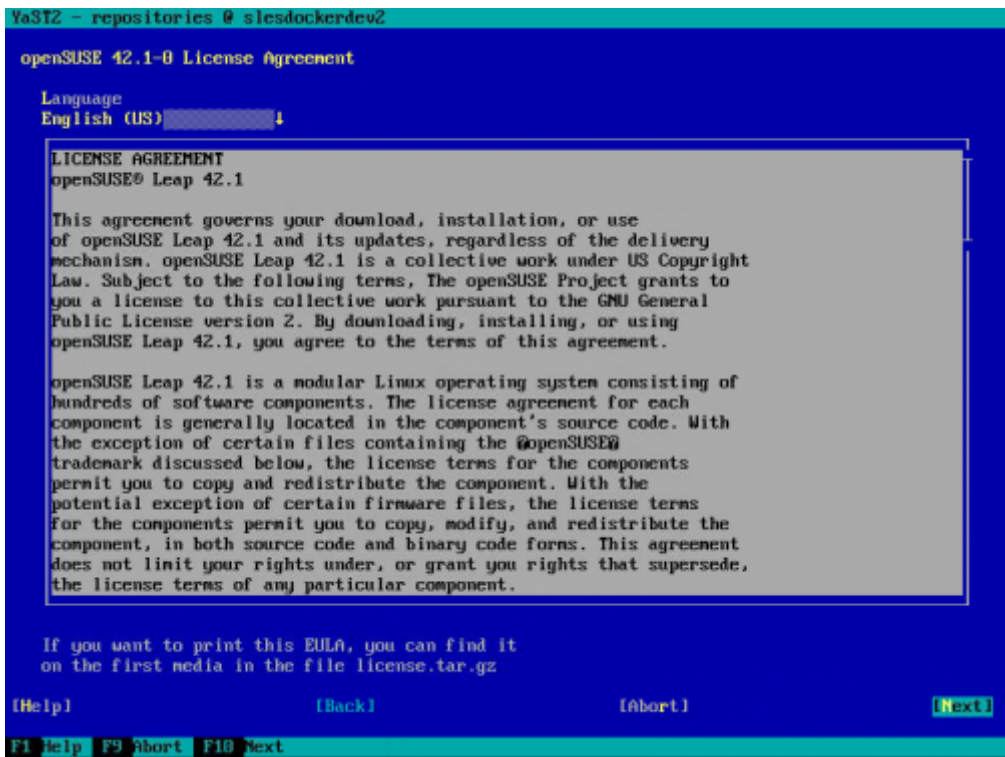 YaST2 - repositories @ slesdockerdev2
openSUSE 42.1-0 License Agreement
Language
English (US)
LICENSE AGREEMENT
openSUSE® Leap 42.1
This agreement governs your download, installation, or use
of openSUSE Leap 42.1 and its updates, regardless of the delivery
mechanism. openSUSE Leap 42.1 is a collective work under US Copyright
Law. Subject to the following terms, The openSUSE Project grants to
you a license to this collective work pursuant to the GNU General
Public License version 2. By downloading, installing, or using
openSUSE Leap 42.1, you agree to the terms of this agreement.
openSUSE Leap 42.1 is a modular Linux operating system consisting of
hundreds of software components. The license agreement for each
component is generally located in the component's source code. With
the exception of certain files containing the �openSUSE�
trademark discussed below, the license terms for the components
permit you to copy and redistribute the component. With the
potential exception of certain firmware files, the license terms
for the components permit you to copy, modify, and redistribute the
component, in both source code and binary code forms. This agreement
does not limit your rights under, or grant you rights that supersede,
the license terms of any particular component.
If you want to print this EULA, you can find it
on the first media in the file license.tar.gz
[Help] [Back] [Abort] [Next]
F1 Help F9 Abort F10 Next